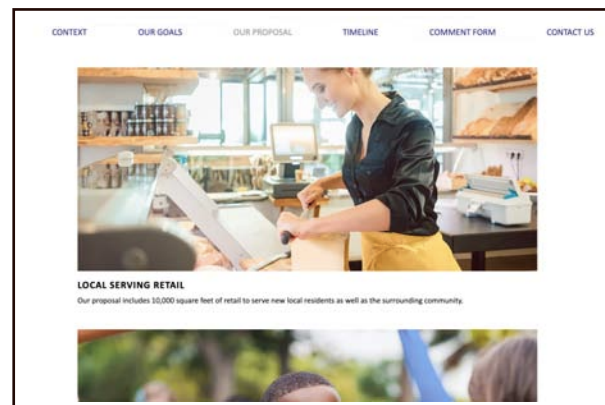 CONTEXT OUR GOALS OUR PROPOSAL TIMELINE COMMENT FORM CONTACT US
LOCAL SERVING RETAIL
Our proposal includes 10,000 square feet of retail to serve new local residents as well as the surrounding community.